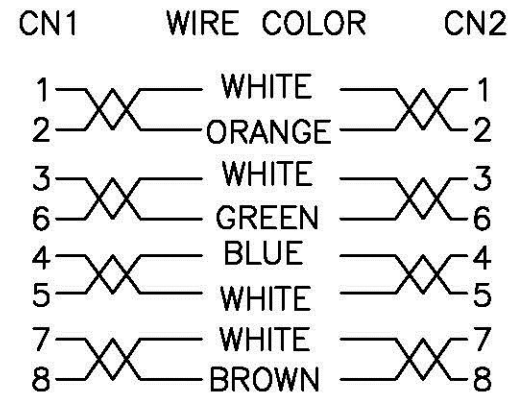 CN1 WIRE COLOR CN2
1 WHITE 1
2 ORANGE 2
3 WHITE 3
6 GREEN 6
4 BLUE 4
5 WHITE 5
7 WHITE 7
8 BROWN 8